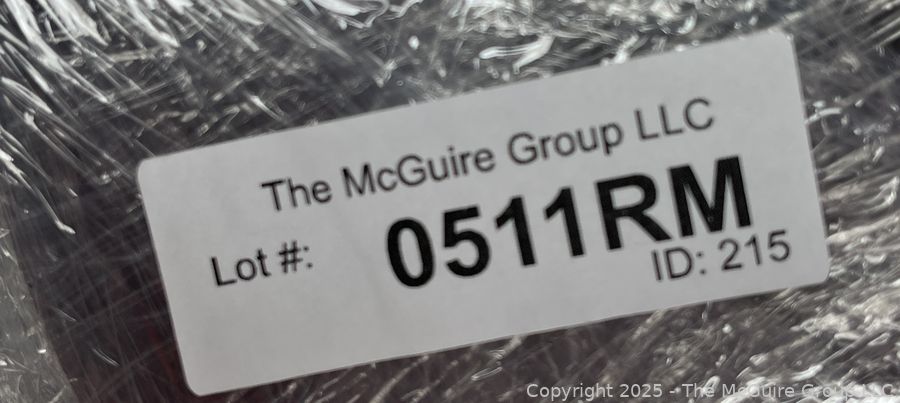 The McGuire Group LLC
Lot #: 0511RM
ID: 215
Copyright 2025 - The McGuire Group LLC